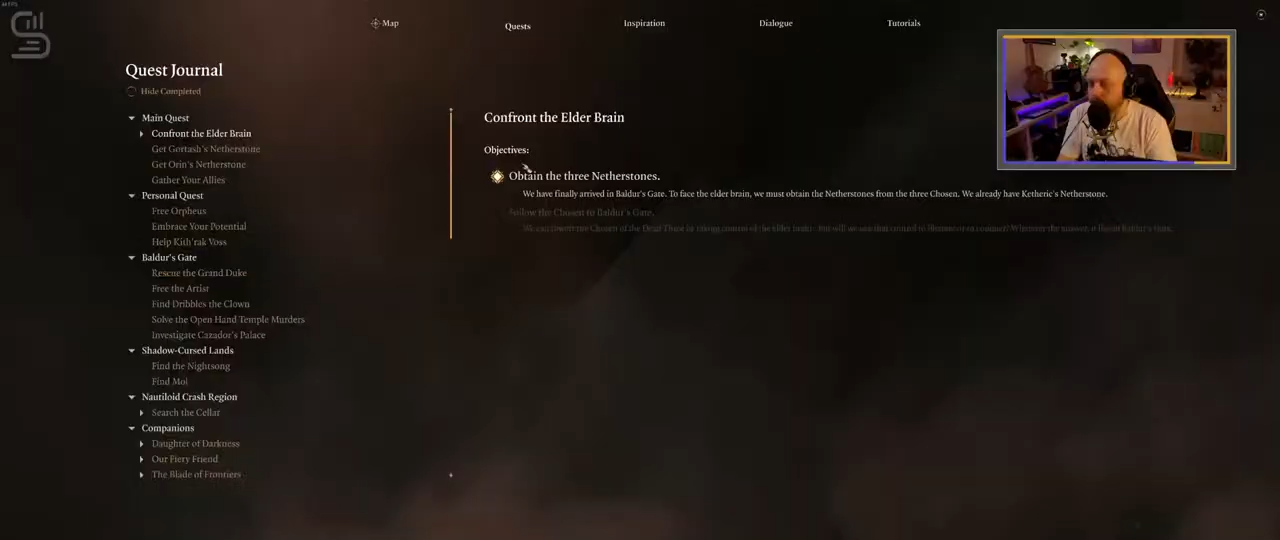 Map
Quests
Inspiration
Dialogue
Tutorials
Quest Journal
Hide Completed
Main Quest
Confront the Elder Brain
Get Gortash's Netherstone
Get Orin's Netherstone
Gather Your Allies
Personal Quest
Free Orpheus
Embrace Your Potential
Help Kith'rak Voss
Baldur's Gate
Rescue the Grand Duke
Free the Artist
Find Dribbles the Clown
Solve the Open Hand Temple Murders
Investigate Cazador's Palace
Shadow-Cursed Lands
Find the Nightsong
Find Mol
Nautiloid Crash Region
Search the Cellar
Companions
Daughter of Darkness
Our Fiery Friend
The Blade of Frontiers
Confront the Elder Brain
Objectives:
Obtain the three Netherstones.
We have finally arrived in Baldur's Gate. To face the elder brain, we must obtain the Netherstones from the three Chosen. We already have Ketheric's Netherstone.
Follow the Chosen to Baldur's Gate.